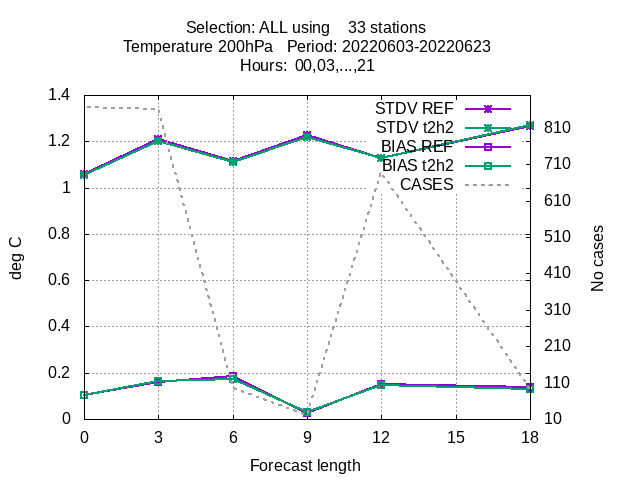 Selection: ALL using    33 stations
Temperature 200hPa   Period: 20220603-20220623
Hours:  00,03,...,21
1.4
1.2
1
0.8
0.6
0.4
0.2
0
deg C
STDV REF
STDV t2h2
BIAS REF
BIAS t2h2
CASES
810
710
610
510
410
310
210
110
10
No cases
0 3 6 9 12 15 18
Forecast length